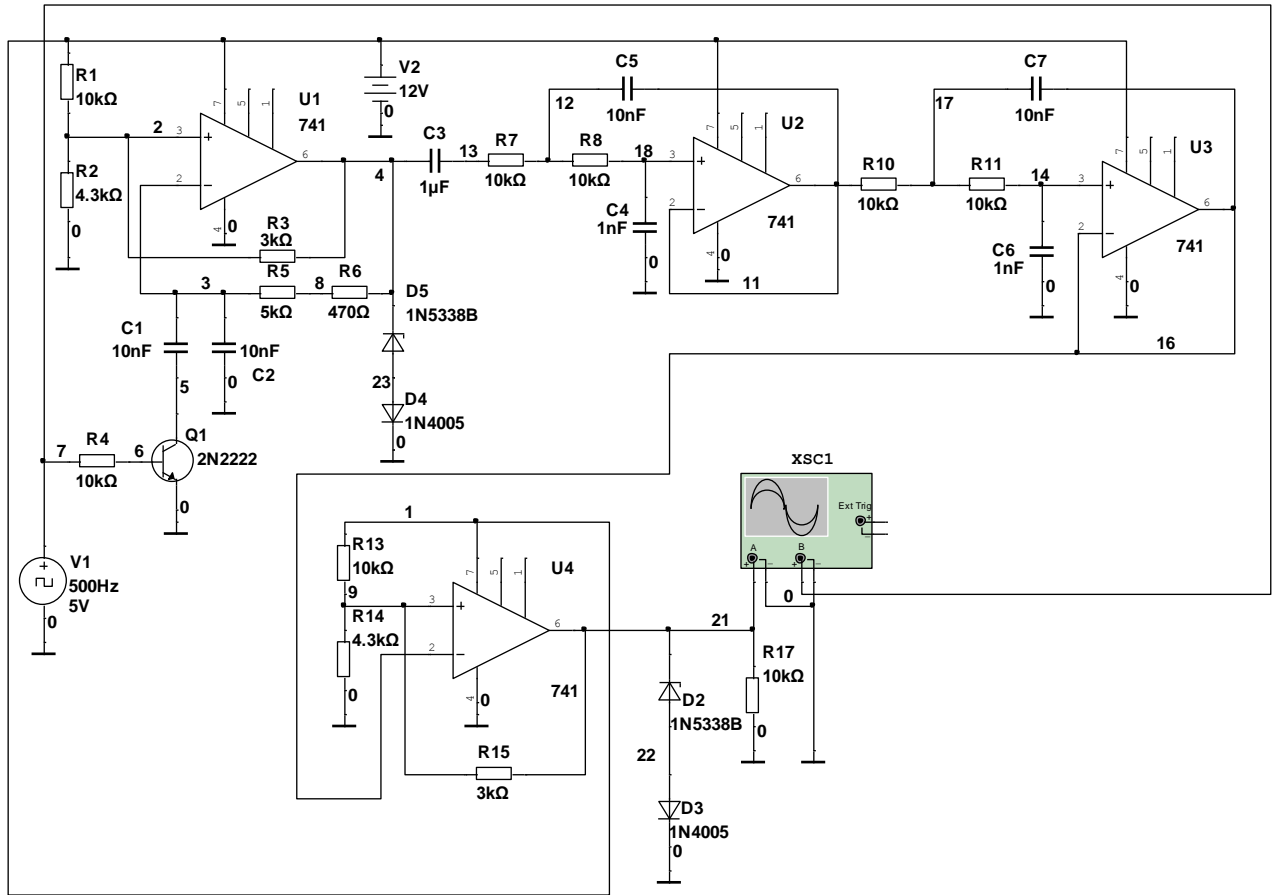 R1
10kΩ
R2
4.3kΩ
0
2
3
2
7
5
1
6
4
U1
741
0
V2
12V
0
R3
3kΩ
3
R5
5kΩ
8
R6
470Ω
4
C3
1µF
13
R7
10kΩ
12
C5
10nF
R8
10kΩ
18
C4
1nF
0
3
2
7
5
1
6
4
U2
741
0
11
R10
10kΩ
17
C7
10nF
R11
10kΩ
14
C6
1nF
0
3
2
7
5
1
6
4
U3
741
0
16
C1
10nF
5
10nF
C2
0
D5
1N5338B
23
D4
1N4005
0
7
R4
10kΩ
6
Q1
2N2222
0
V1
500Hz
5V
0
1
R13
10kΩ
9
R14
4.3kΩ
0
3
2
7
5
1
6
4
U4
741
0
R15
3kΩ
21
D2
1N5338B
22
D3
1N4005
0
R17
10kΩ
0
XSC1
Ext Trig
+
–
A
B
+
–
+
–
0